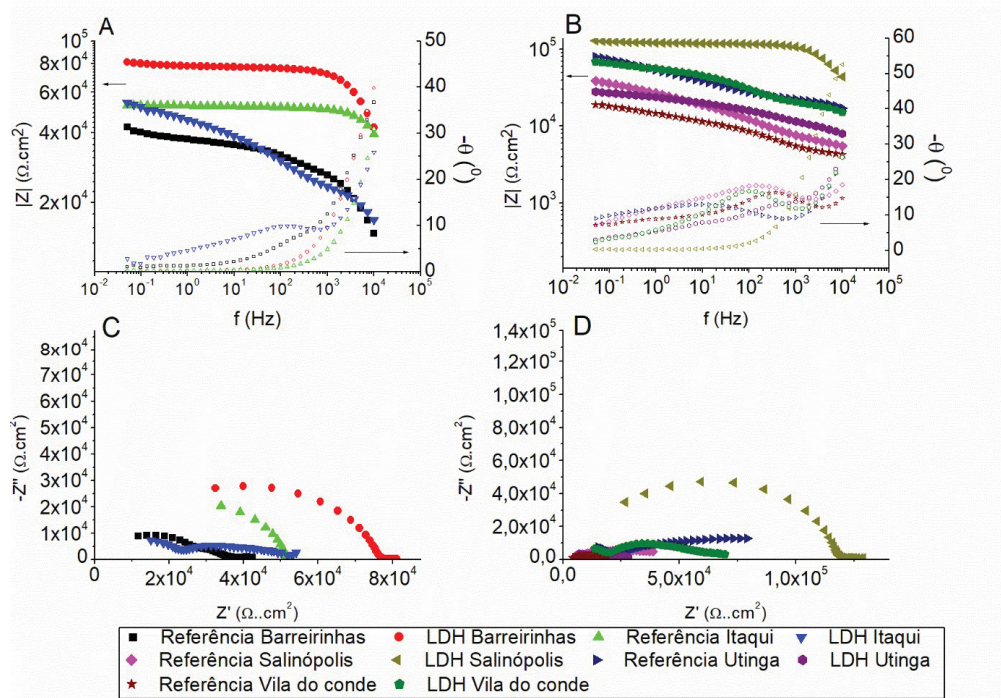 A
B
10⁵
8x10⁴
6x10⁴
4x10⁴
2x10⁴
|Z| (Ω.cm²)
50
40
30
20
10
0
-θ (⁰)
10⁻² 10⁻¹ 10⁰ 10¹ 10² 10³ 10⁴ 10⁵
f (Hz)
10⁵
10⁴
10³
|Z| (Ω.cm²)
60
50
40
30
20
10
0
-θ (⁰)
10⁻² 10⁻¹ 10⁰ 10¹ 10² 10³ 10⁴ 10⁵
f (Hz)
C
8x10⁴
7x10⁴
6x10⁴
5x10⁴
4x10⁴
3x10⁴
2x10⁴
1x10⁴
0
-Z'' (Ω.cm²)
0 2x10⁴ 4x10⁴ 6x10⁴ 8x10⁴
Z' (Ω..cm²)
D
1,4x10⁵
1,2x10⁵
1,0x10⁵
8,0x10⁴
6,0x10⁴
4,0x10⁴
2,0x10⁴
0,0
-Z'' (Ω.cm²)
0,0 5,0x10⁴ 1,0x10⁵
Z' (Ω..cm²)
Referência Barreirinhas LDH Barreirinhas Referência Itaqui LDH Itaqui
Referência Salinópolis LDH Salinópolis Referência Utinga LDH Utinga
Referência Vila do conde LDH Vila do conde